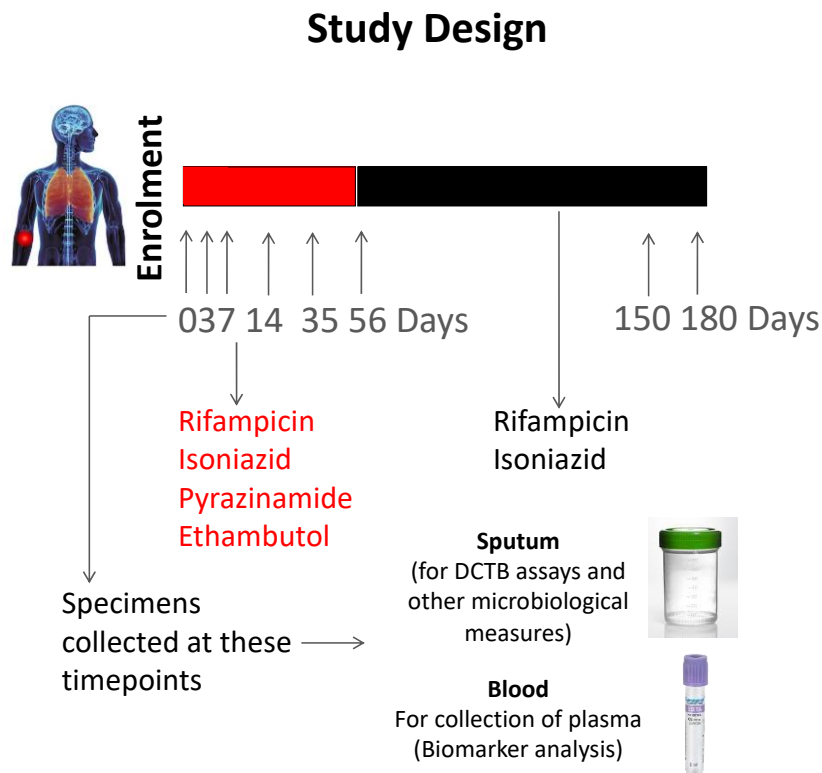 Study Design
Enrolment
037 14 35 56 Days
150 180 Days
Rifampicin
Isoniazid
Pyrazinamide
Ethambutol
Rifampicin
Isoniazid
Specimens
collected at these
timepoints
Sputum
(for DCTB assays and
other microbiological
measures)
Blood
For collection of plasma
(Biomarker analysis)